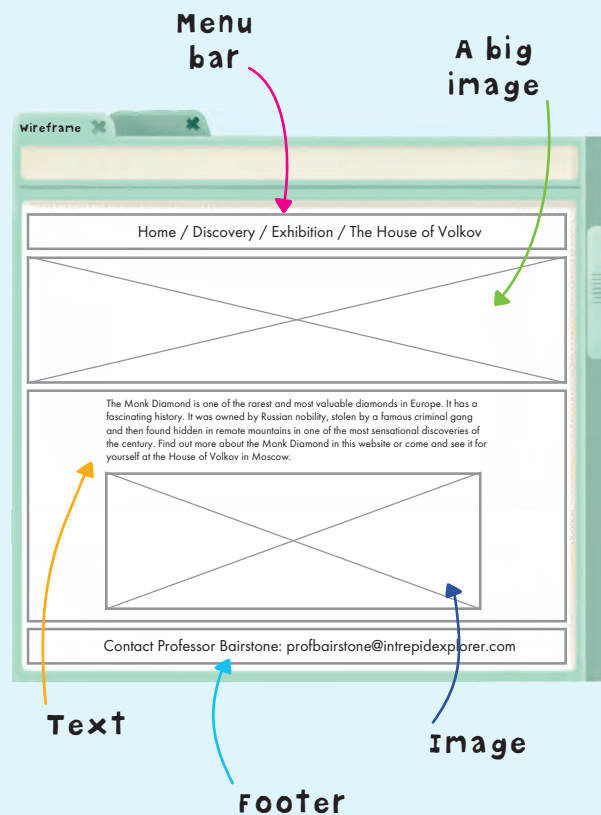 Menu
bar
A big
image
Wireframe
Home / Discovery / Exhibition / The House of Volkov
The Monk Diamond is one of the rarest and most valuable diamonds in Europe. It has a
fascinating history. It was owned by Russian nobility, stolen by a famous criminal gang
and then found hidden in remote mountains in one of the most sensational discoveries of
the century. Find out more about the Monk Diamond in this website or come and see it for
yourself at the House of Volkov in Moscow.
Contact Professor Bairstone: profbairstone@intrepidexplorer.com
Text
Image
Footer